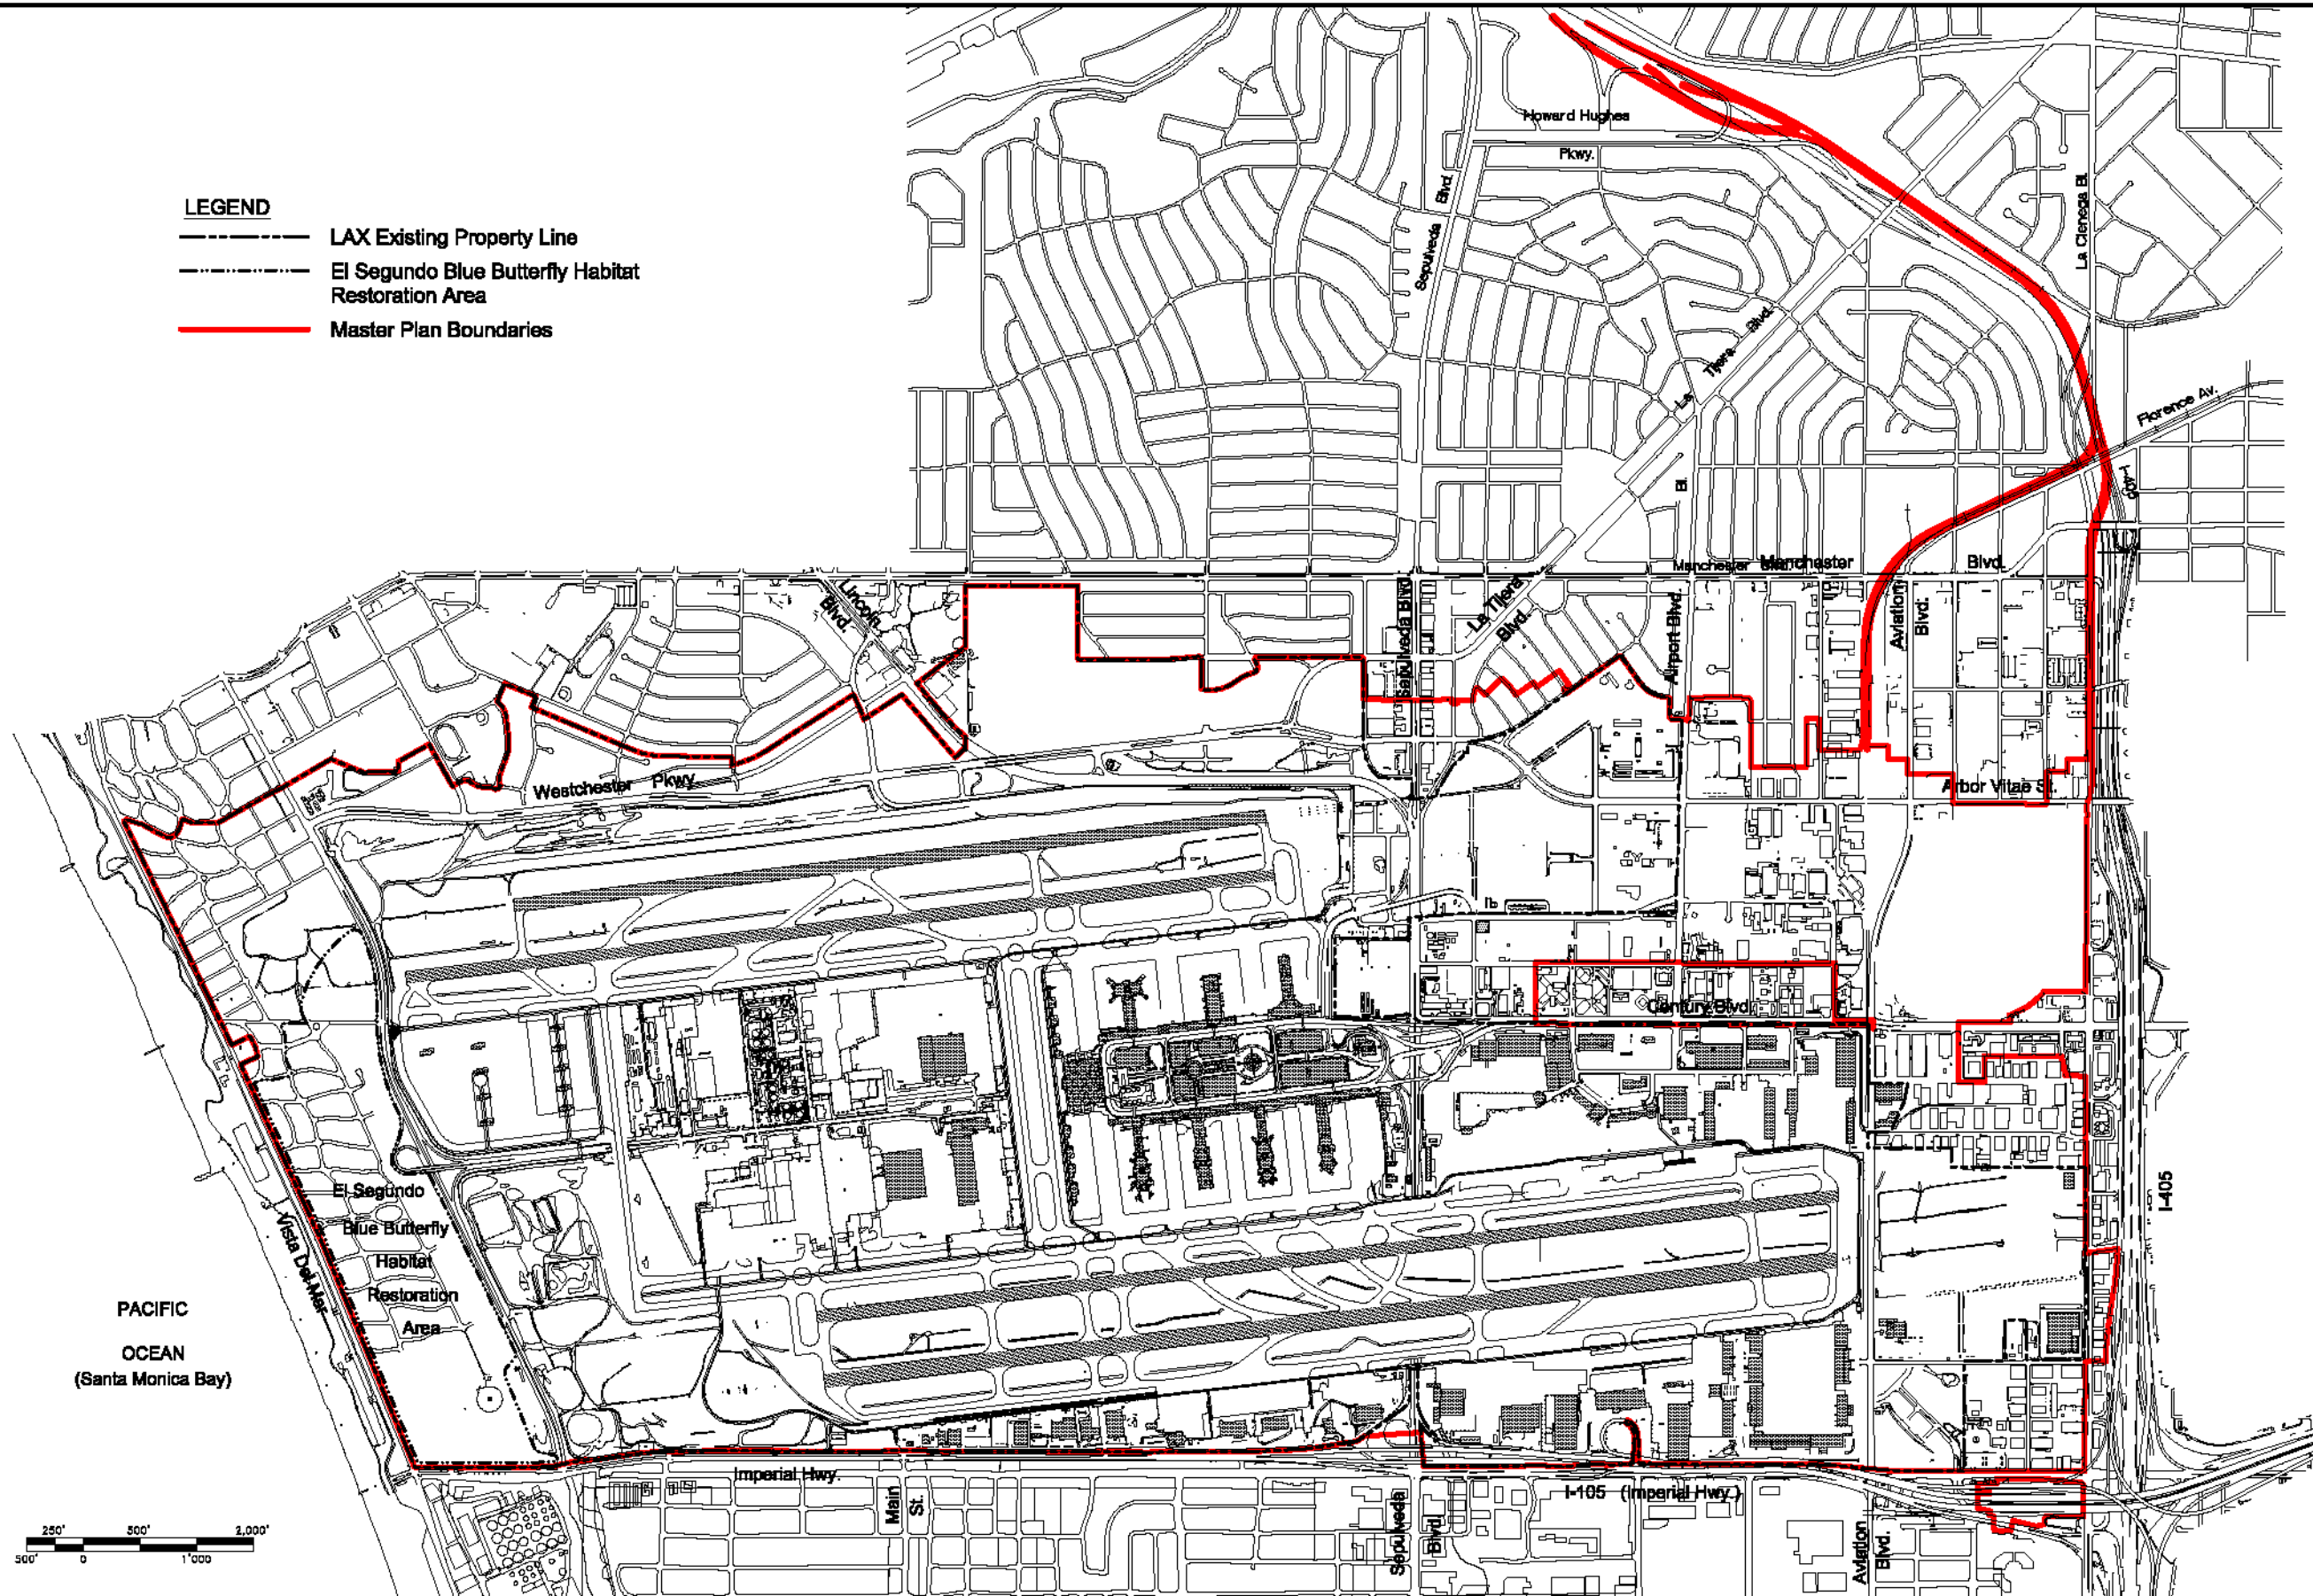 LEGEND
LAX Existing Property Line
El Segundo Blue Butterfly Habitat
Restoration Area
Master Plan Boundaries
Howard Hughes
Pkwy.
Sepulveda Blvd.
La Tijera Blvd.
La Cienega Bl.
Florence Av.
I-405
Bl.
Manchester
Manchester Blvd.
Lincoln
Blvd.
Sepulveda Blvd.
La Tijera
Blvd.
Airport Blvd.
Aviation
Blvd.
Westchester Pkwy.
Arbor Vitae St.
Century Blvd.
El Segundo
Blue Butterfly
Habitat
Restoration
Area
Vista Del Mar
PACIFIC
OCEAN
(Santa Monica Bay)
I-405
Imperial Hwy.
Main
St.
Sepulveda
Blvd.
I-105 (Imperial Hwy.)
Aviation
Blvd.
250' 500' 2,000'
500' 0 1'000